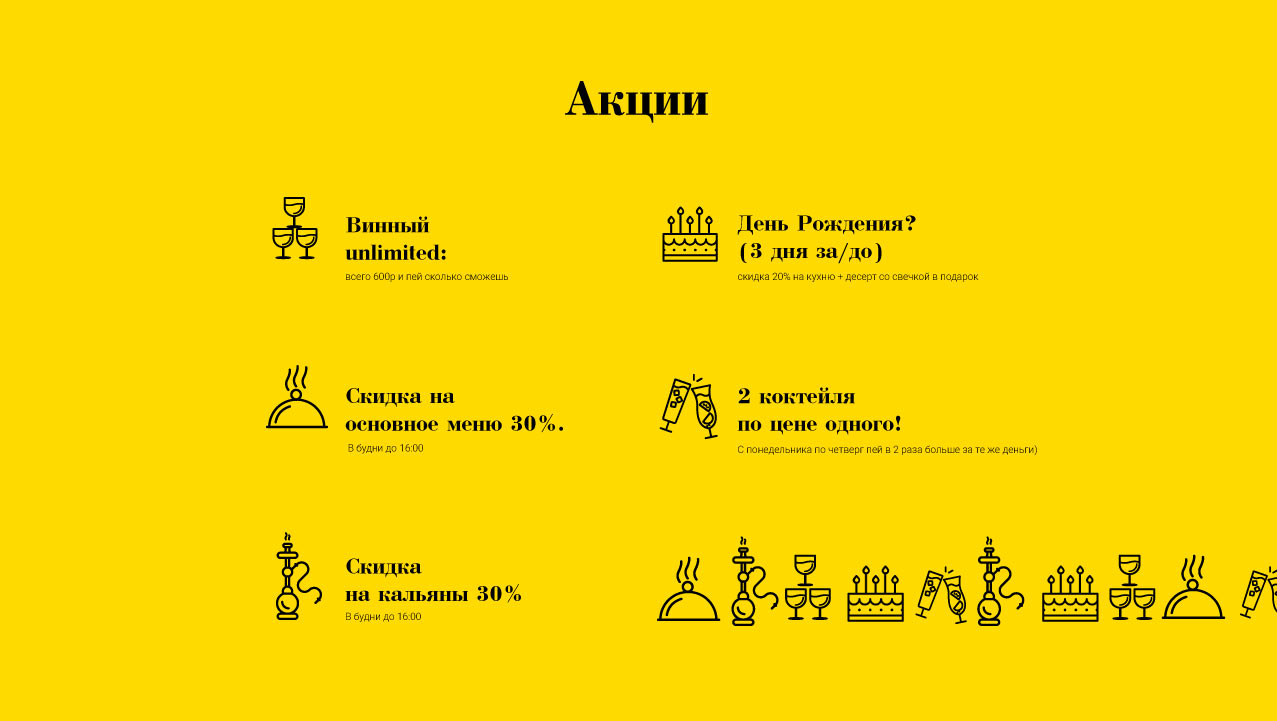 Акции
Винный
unlimited:
всего 600р и пей сколько сможешь
День Рождения?
(3 дня за/до)
скидка 20% на кухню + десерт со свечкой в подарок
Скидка на
основное меню 30%.
В будни до 16:00
2 коктейля
по цене одного!
С понедельника по четверг пей в 2 раза больше за те же деньги)
Скидка
на кальяны 30%
В будни до 16:00